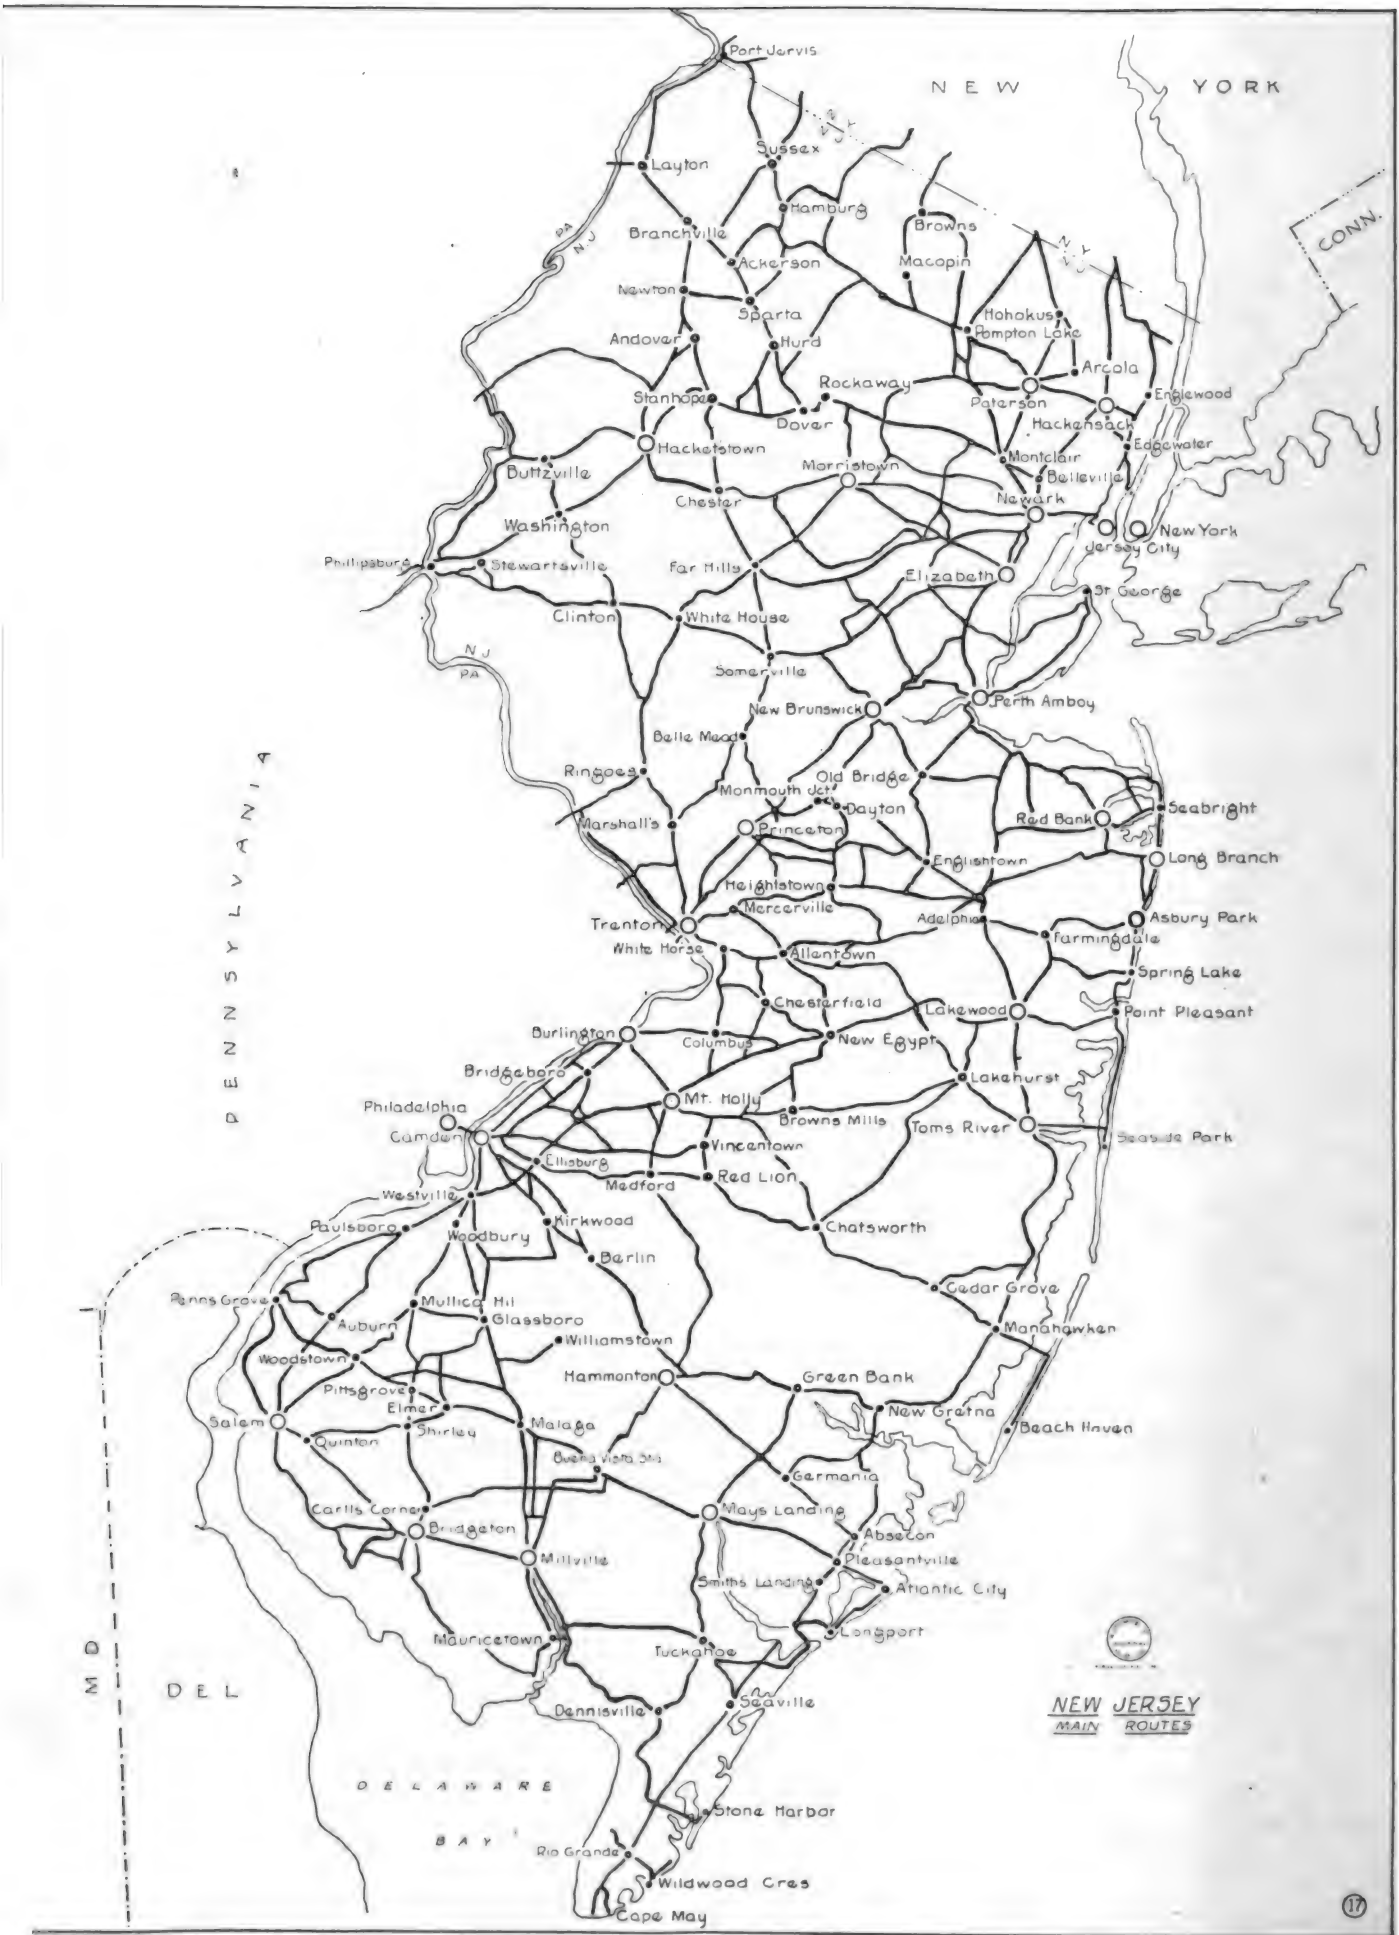 Port Jervis
NEW YORK
N Y
N J
Sussex
Layton
Hamburg
Browns
CONN.
PA
N.J
Branchville
N Y
N J
Ackerson
Macopin
Newton
Sparta
Hohokus
Pompton Lake
Andover
Hurd
Arcola
Rockaway
Stanhope
Paterson
Englewood
Dover
Hackensack
Hacketstown
Edgewater
Montclair
Morristown
Buttzville
Belleville
Chester
Newark
Washington
New York
Jersey City
Phillipsburg
Stewartsville
Far Hills
Elizabeth
St George
Clinton
White House
N J
PA
Somerville
New Brunswick
Perth Amboy
Belle Mead
PENNSYLVANIA
Ringoes
Old Bridge
Monmouth Jct.
Dayton
Seabright
Marshall's
Princeton
Red Bank
Englishtown
Long Branch
Heightstown
Mercerville
Adelphia
Asbury Park
Trenton
White Horse
Allentown
Farmingdale
Spring Lake
Chesterfield
Lakewood
Point Pleasant
Burlington
Columbus
New Egypt
Bridgeboro
Lakehurst
Mt. Holly
Philadelphia
Browns Mills
Toms River
Camden
Seaside Park
Vincentown
Ellisburg
Medford
Red Lion
Westville
Paulsboro
Woodbury
Kirkwood
Chatsworth
Berlin
Cedar Grove
Penns Grove
Mullica Hil
Auburn
Glassboro
Manahawken
Williamstown
Woodstown
Hammonton
Green Bank
Pittsgrove
Elmer
New Gretna
Salem
Shirley
Malaga
Beach Haven
Quinton
Buena Vista Sta
Germania
Carlls Corner
Mays Landing
Bridgeton
Absecon
Millville
Pleasantville
Smiths Landing
Atlantic City
Longport
Mauricetown
Tuckahoe
MD
DEL
Seaville
Dennisville
NEW JERSEY
MAIN ROUTES
DELAWARE
BAY
Stone Harbor
Rio Grande
Wildwood Cres
Cape May
17